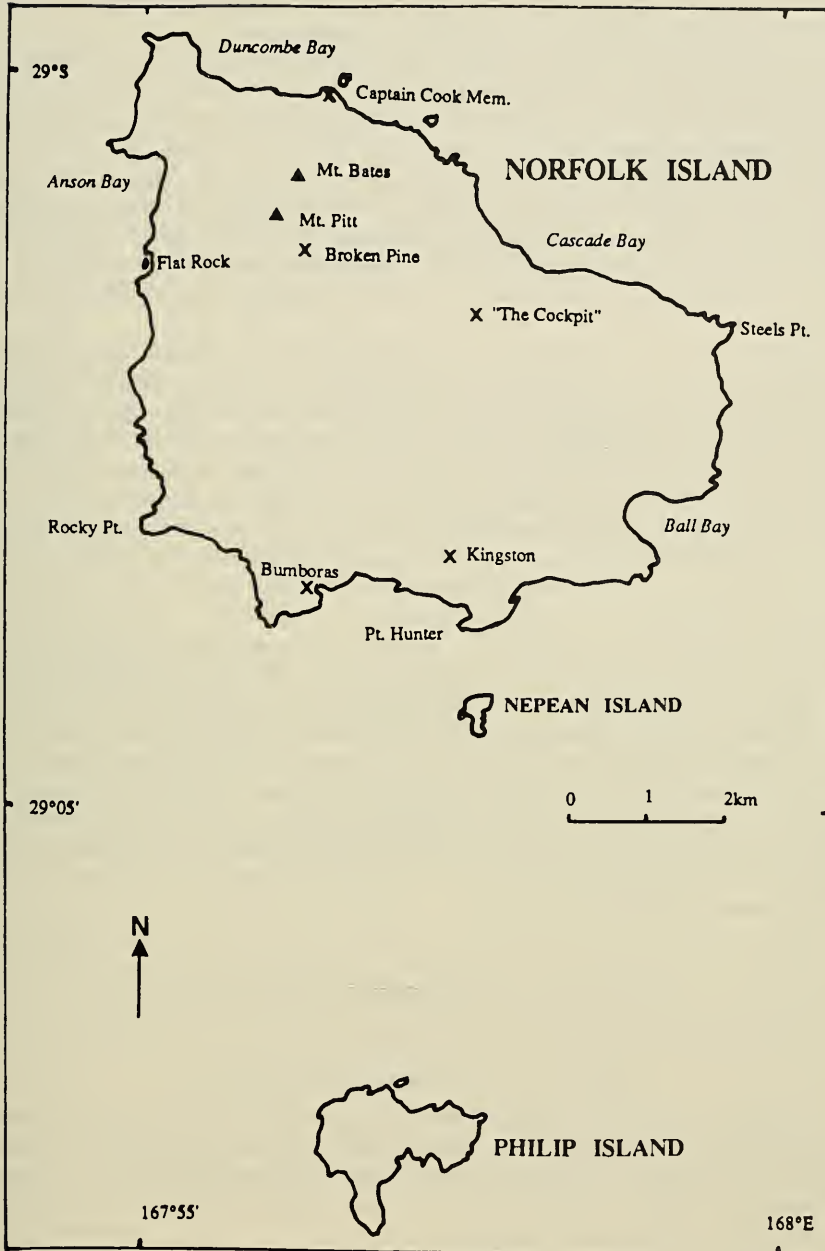 Duncombe Bay
29°S
Captain Cook Mem.
NORFOLK ISLAND
Mt. Bates
Anson Bay
Mt. Pitt
Cascade Bay
Broken Pine
Flat Rock
"The Cockpit"
Steels Pt.
Rocky Pt.
Ball Bay
Kingston
Bumboras
Pt. Hunter
NEPEAN ISLAND
0 1 2km
29°05'
N
PHILIP ISLAND
167°55'
168°E